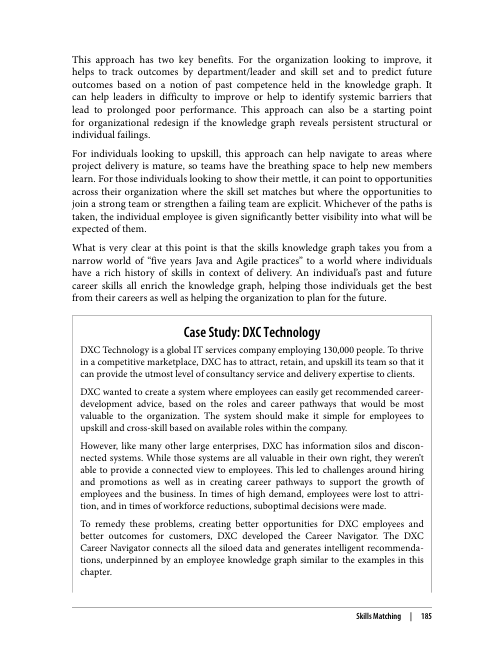 This approach has two key benefits. For the organization looking to improve, it
helps to track outcomes by department/leader and skill set and to predict future
outcomes based on a notion of past competence held in the knowledge graph. It
can help leaders in difficulty to improve or help to identify systemic barriers that
lead to prolonged poor performance. This approach can also be a starting point
for organizational redesign if the knowledge graph reveals persistent structural or
individual failings.
For individuals looking to upskill, this approach can help navigate to areas where
project delivery is mature, so teams have the breathing space to help new members
learn. For those individuals looking to show their mettle, it can point to opportunities
across their organization where the skill set matches but where the opportunities to
join a strong team or strengthen a failing team are explicit. Whichever of the paths is
taken, the individual employee is given significantly better visibility into what will be
expected of them.
What is very clear at this point is that the skills knowledge graph takes you from a
narrow world of “five years Java and Agile practices” to a world where individuals
have a rich history of skills in context of delivery. An individual’s past and future
career skills all enrich the knowledge graph, helping those individuals get the best
from their careers as well as helping the organization to plan for the future.
Case Study: DXC Technology
DXC Technology is a global IT services company employing 130,000 people. To thrive
in a competitive marketplace, DXC has to attract, retain, and upskill its team so that it
can provide the utmost level of consultancy service and delivery expertise to clients.
DXC wanted to create a system where employees can easily get recommended career-
development advice, based on the roles and career pathways that would be most
valuable to the organization. The system should make it simple for employees to
upskill and cross-skill based on available roles within the company.
However, like many other large enterprises, DXC has information silos and discon-
nected systems. While those systems are all valuable in their own right, they weren’t
able to provide a connected view to employees. This led to challenges around hiring
and promotions as well as in creating career pathways to support the growth of
employees and the business. In times of high demand, employees were lost to attri-
tion, and in times of workforce reductions, suboptimal decisions were made.
To remedy these problems, creating better opportunities for DXC employees and
better outcomes for customers, DXC developed the Career Navigator. The DXC
Career Navigator connects all the siloed data and generates intelligent recommenda-
tions, underpinned by an employee knowledge graph similar to the examples in this
chapter.
Skills Matching | 185